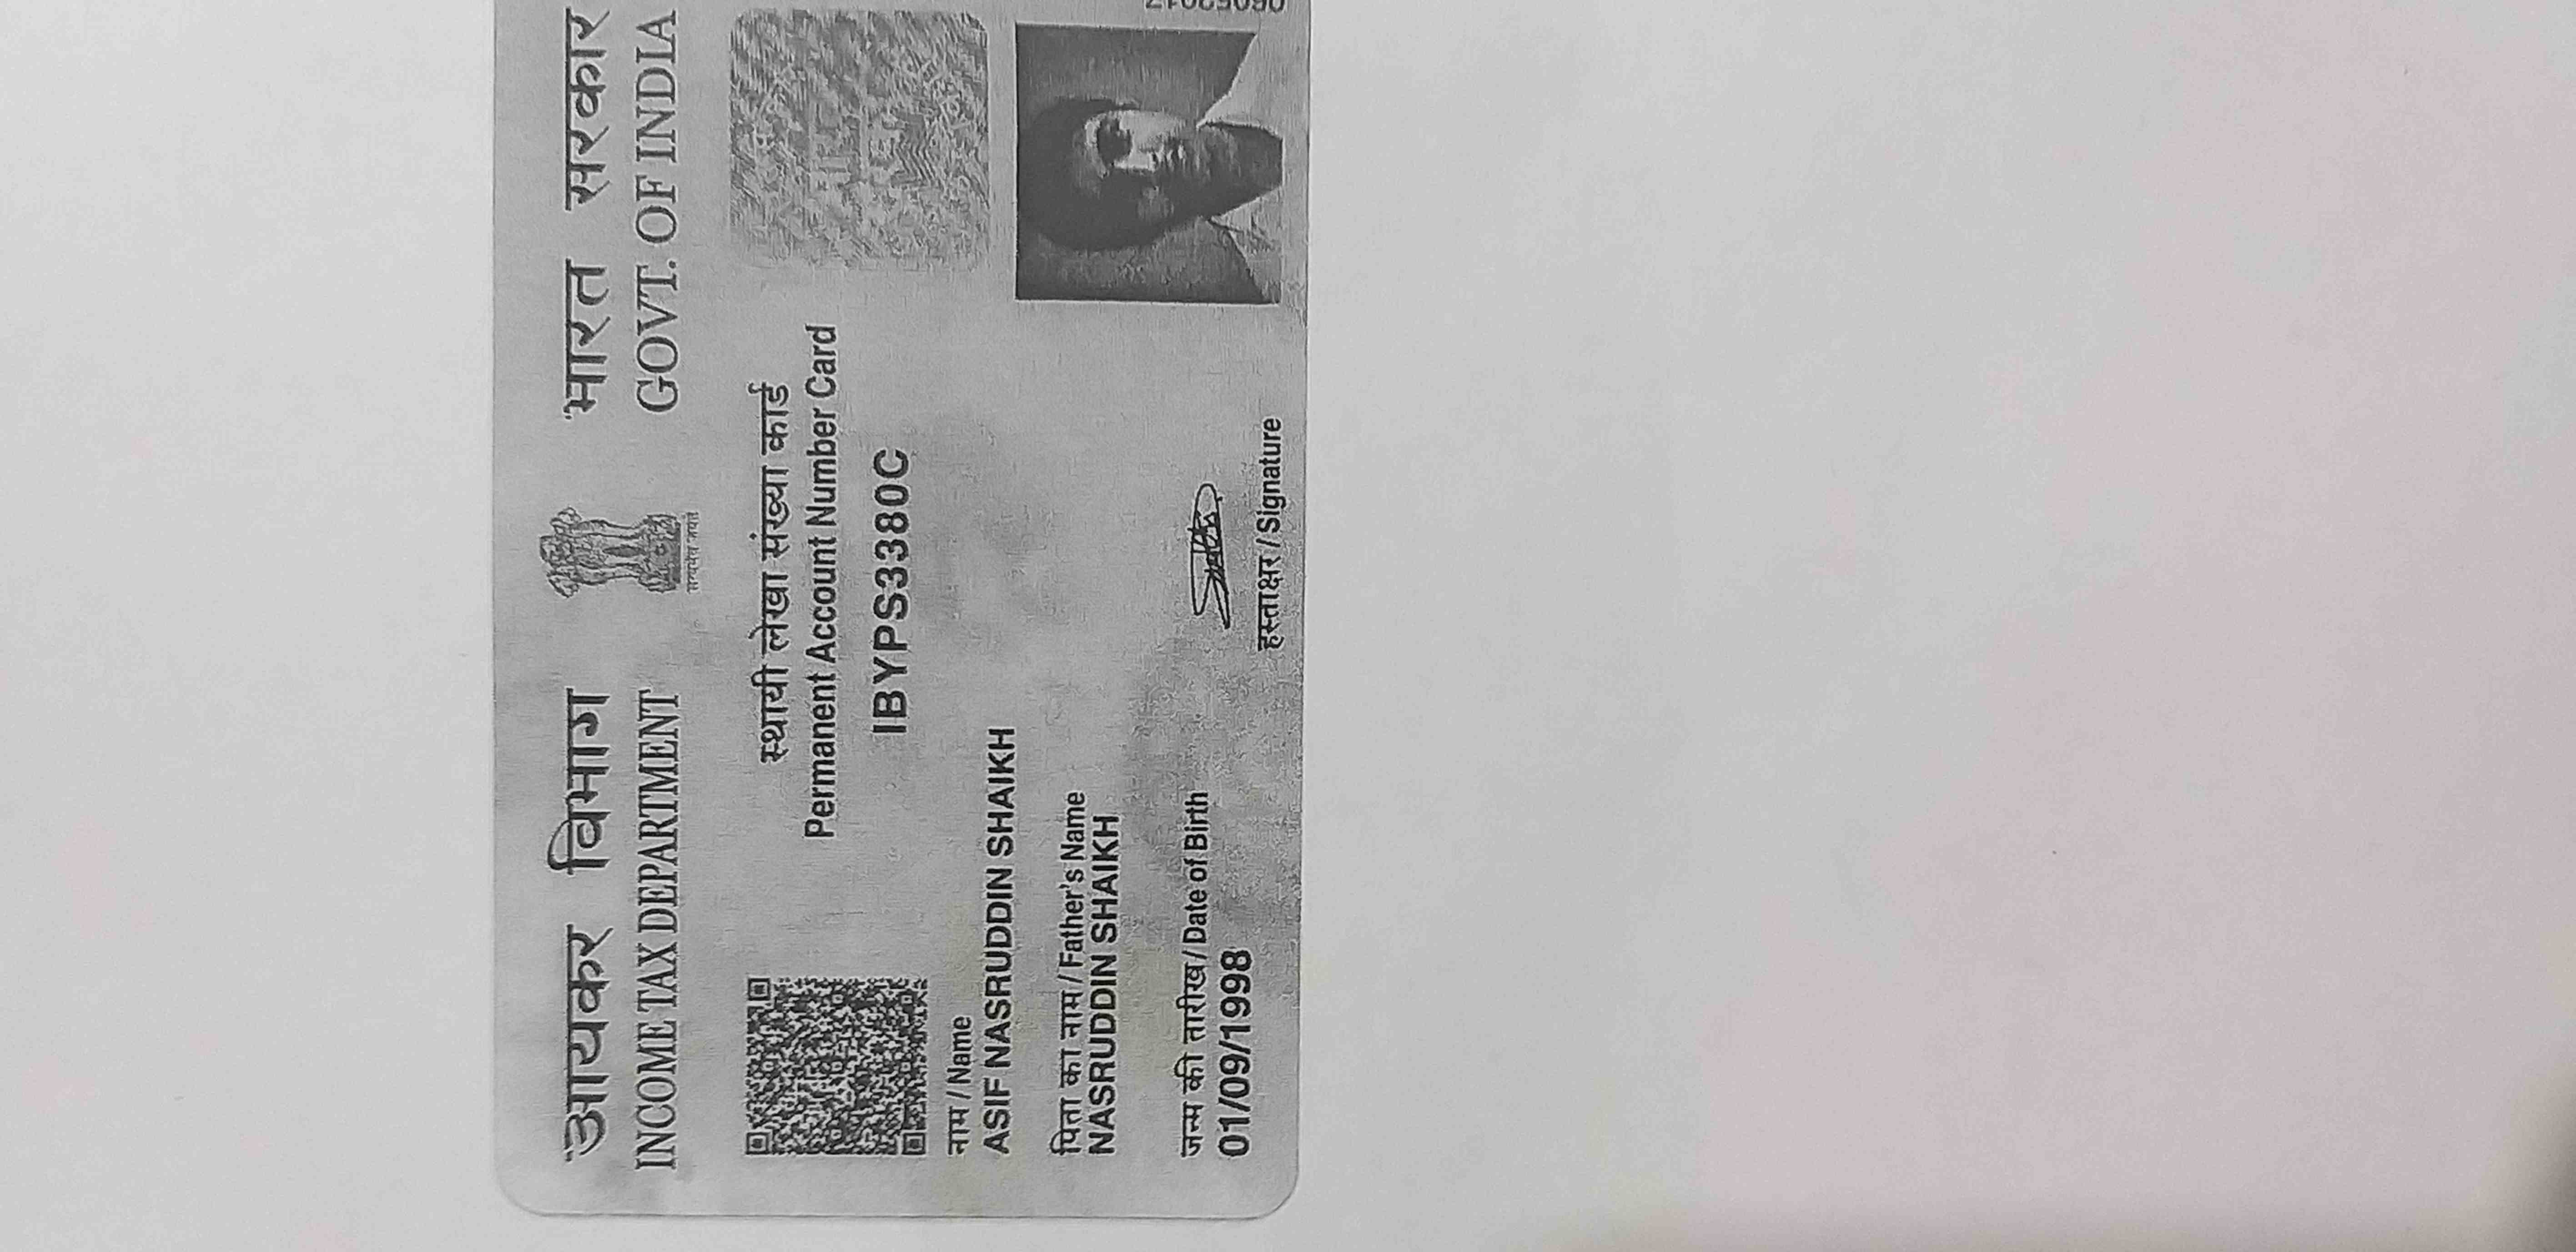 आयकर विभाग
INCOME TAX DEPARTMENT
सत्यमेव जयते
भारत सरकार
GOVT. OF INDIA
स्थायी लेखा संख्या कार्ड
Permanent Account Number Card
IBYPS3380C
नाम / Name
ASIF NASRUDDIN SHAIKH
पिता का नाम / Father's Name
NASRUDDIN SHAIKH
जन्म की तारीख / Date of Birth
01/09/1998
हस्ताक्षर / Signature